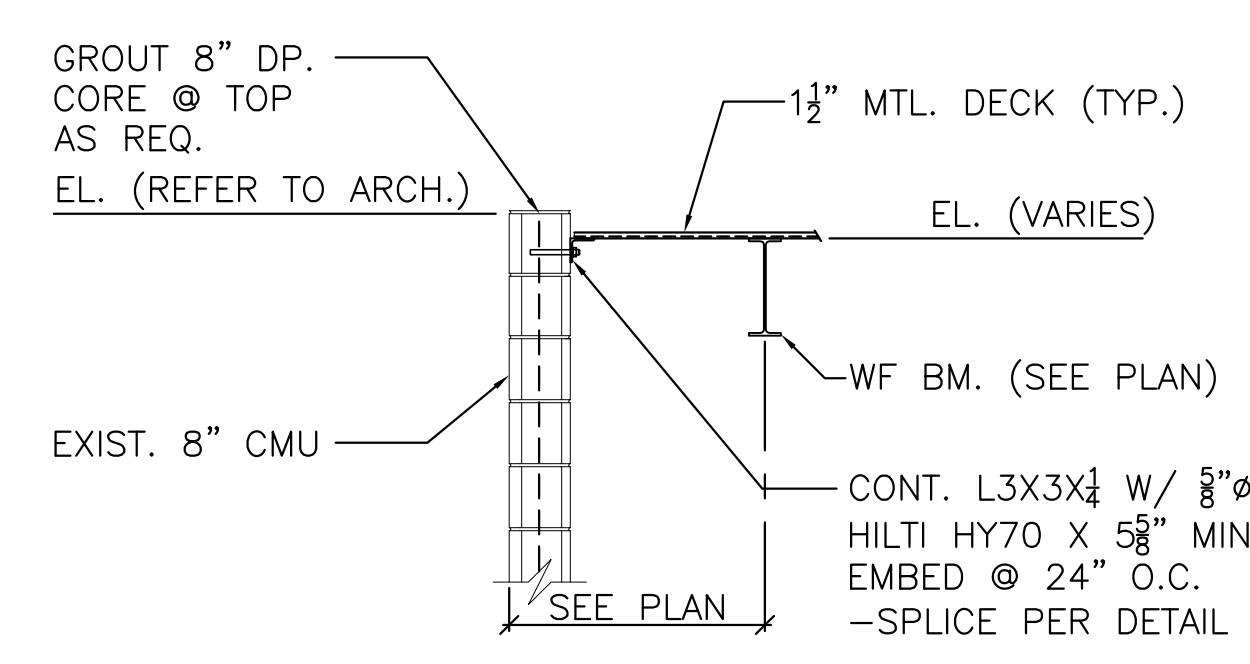 GROUT 8" DP.
CORE @ TOP
AS REQ.
EL. (REFER TO ARCH.)
1½" MTL. DECK (TYP.)
EL. (VARIES)
WF BM. (SEE PLAN)
EXIST. 8" CMU
CONT. L3X3X¼ W/ ⅝"ø
HILTI HY70 X 5⅝" MIN
EMBED @ 24" O.C.
-SPLICE PER DETAIL
SEE PLAN